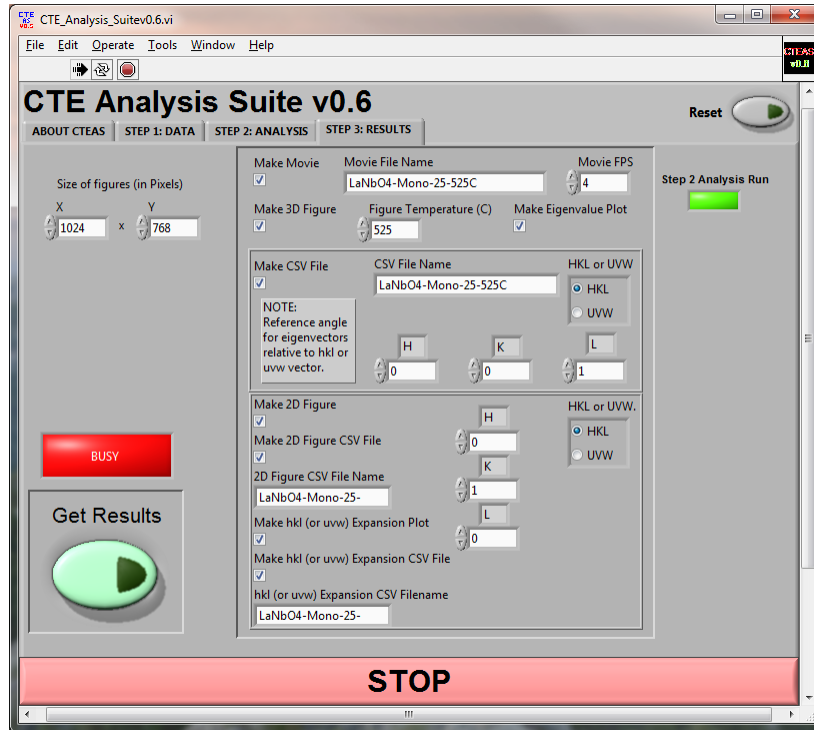 CTE
AS
v0.5
CTE_Analysis_Suitev0.6.vi
File Edit Operate Tools Window Help
CTEAS
v0.11
CTE Analysis Suite v0.6
Reset
ABOUT CTEAS
STEP 1: DATA
STEP 2: ANALYSIS
STEP 3: RESULTS
Size of figures (in Pixels)
X Y
1024 x 768
Make Movie
Movie File Name
Movie FPS
LaNbO4-Mono-25-525C
4
Make 3D Figure
Figure Temperature (C)
Make Eigenvalue Plot
525
Step 2 Analysis Run
Make CSV File
CSV File Name
HKL or UVW
LaNbO4-Mono-25-525C
HKL
UVW
NOTE:
Reference angle
for eigenvectors
relative to hkl or
uvw vector.
H K L
0 0 1
Make 2D Figure
H
HKL or UVW.
0
HKL
Make 2D Figure CSV File
K
UVW
2D Figure CSV File Name
1
LaNbO4-Mono-25-
L
Make hkl (or uvw) Expansion Plot
0
Make hkl (or uvw) Expansion CSV File
hkl (or uvw) Expansion CSV Filename
LaNbO4-Mono-25-
BUSY
Get Results
STOP